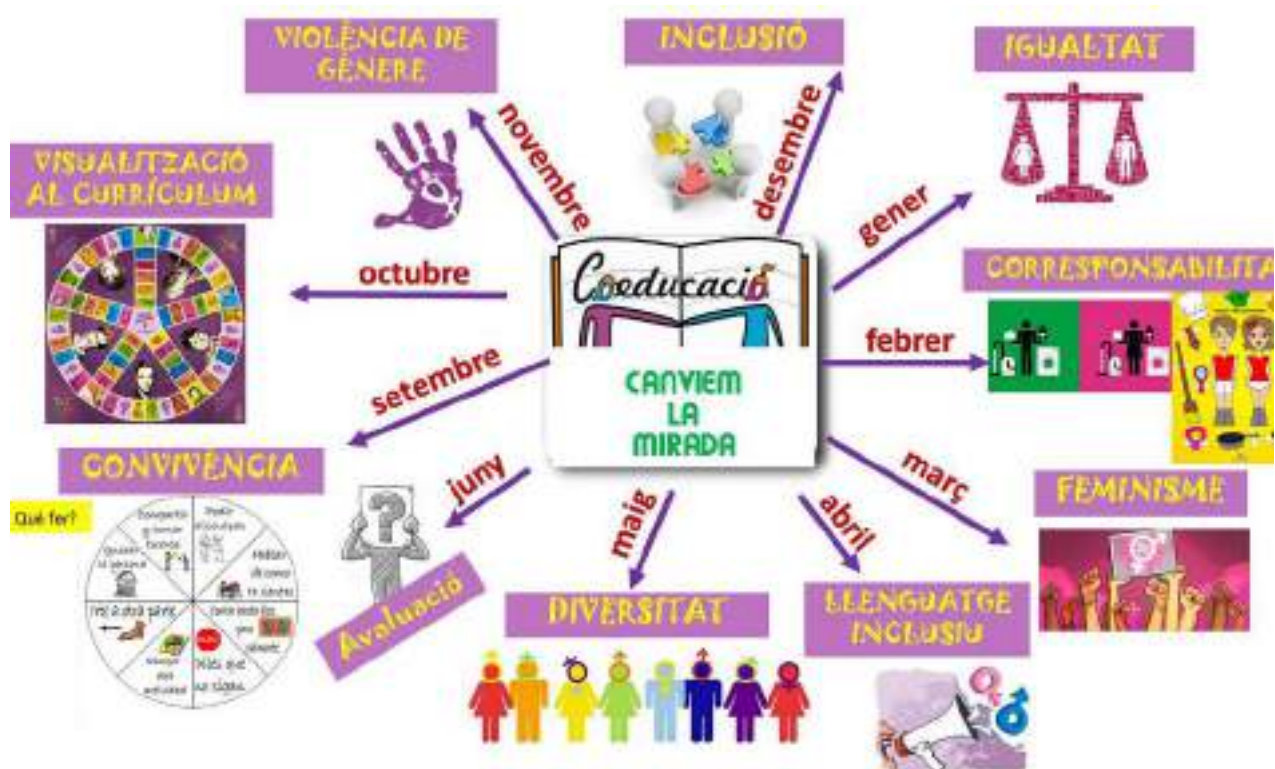 VIOLÈNCIA DE
GÈNERE
INCLUSIÓ
IGUALTAT
novembre
desembre
gener
VISUALITZACIÓ
AL CURRÍCULUM
octubre
Coeducació
CORRESPONSABILITA
febrer
setembre
CANVIEM
LA
MIRADA
CONVIVÈNCIA
juny
maig
abril
març
FEMINISME
Qué fer?
Avaluació
DIVERSITAT
LLENGUATGE
INCLUSIU